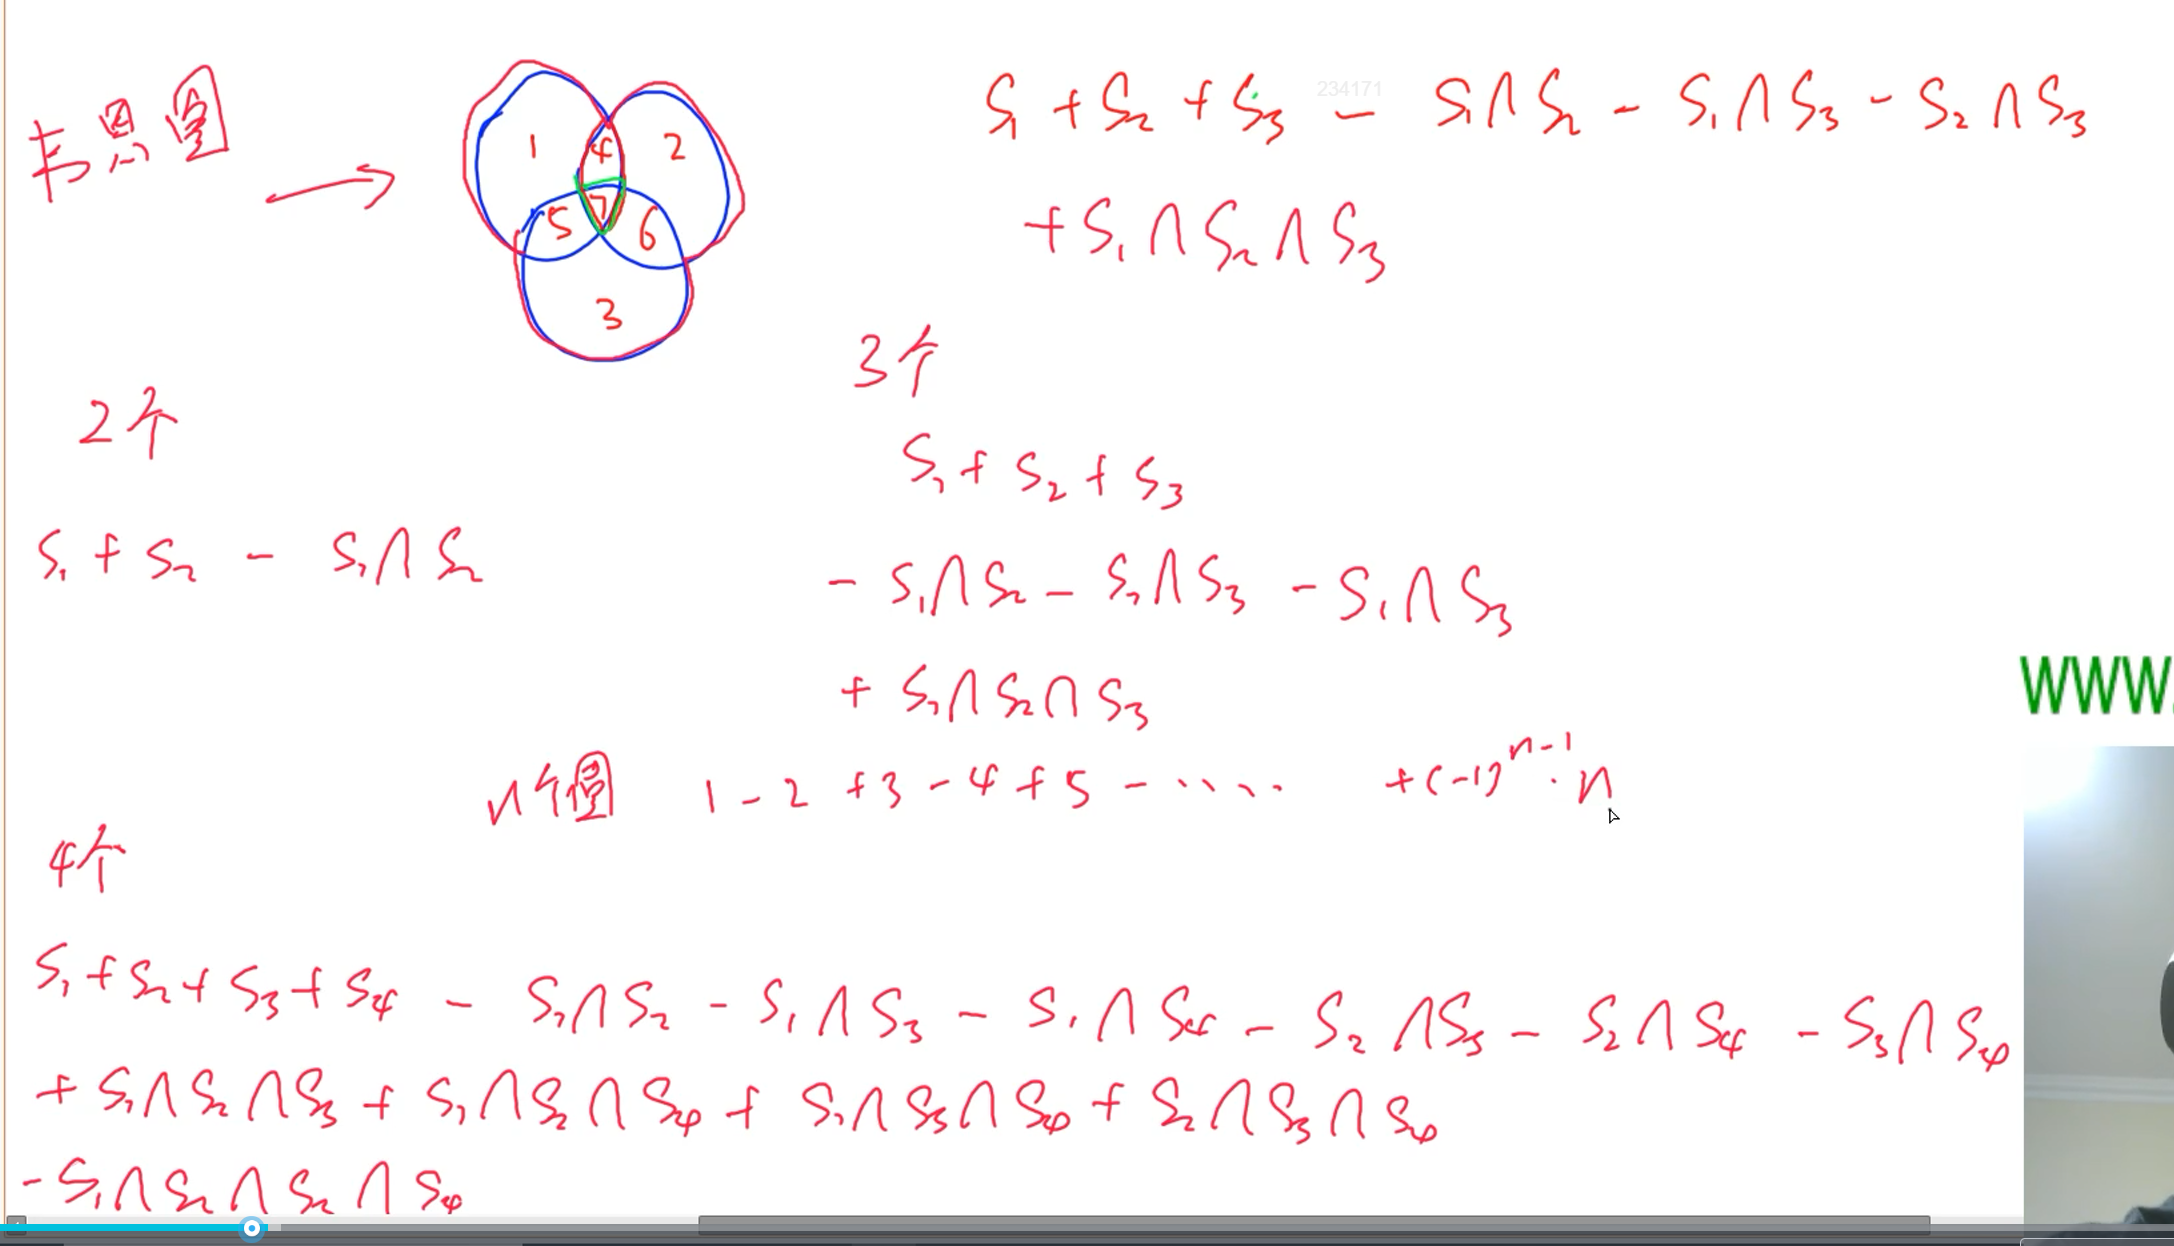 韦恩图
1 4 2
5 7 6
3
S₁ + S₂ + S₃ - S₁∩S₂ - S₁∩S₃ - S₂∩S₃
+ S₁∩S₂∩S₃
234171
2个
S₁ + S₂ - S₁∩S₂
3个
S₁ + S₂ + S₃
- S₁∩S₂ - S₂∩S₃ - S₁∩S₃
+ S₁∩S₂∩S₃
n个圆 1 - 2 + 3 - 4 + 5 - ..... + (-1)ⁿ⁻¹ · n
4个
S₁ + S₂ + S₃ + S₄ - S₁∩S₂ - S₁∩S₃ - S₁∩S₄ - S₂∩S₃ - S₂∩S₄ - S₃∩S₄
+ S₁∩S₂∩S₃ + S₁∩S₂∩S₄ + S₁∩S₃∩S₄ + S₂∩S₃∩S₄
- S₁∩S₂∩S₂∩S₄
WWW.